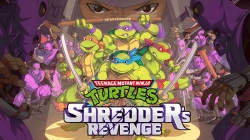 TEENAGE MUTANT NINJA
TURTLES
SHREDDER'S
REVENGE